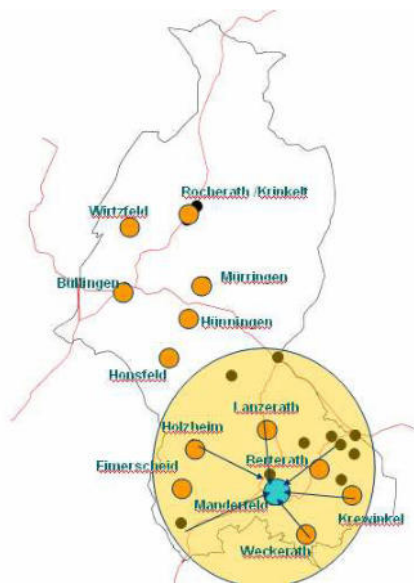 Rocherath /Krinkelt
Wirtzfeld
Büllingen
Mürringen
Hünningen
Honsfeld
Lanzerath
Holzheim
Berterath
Eimerscheid
Manderfeld
Krewinkel
Weckerath